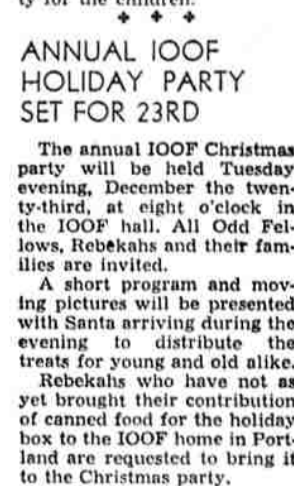 ty for the children.
ANNUAL IOOF
HOLIDAY PARTY
SET FOR 23RD
The annual IOOF Christmas
party will be held Tuesday
evening, December the twen-
ty-third, at eight o'clock in
the IOOF hall. All Odd Fel-
lows, Rebekahs and their fam-
ilies are invited.
A short program and mov-
ing pictures will be presented
with Santa arriving during the
evening to distribute the
treats for young and old alike.
Rebekahs who have not as
yet brought their contribution
of canned food for the holiday
box to the IOOF home in Port-
land are requested to bring it
to the Christmas party.